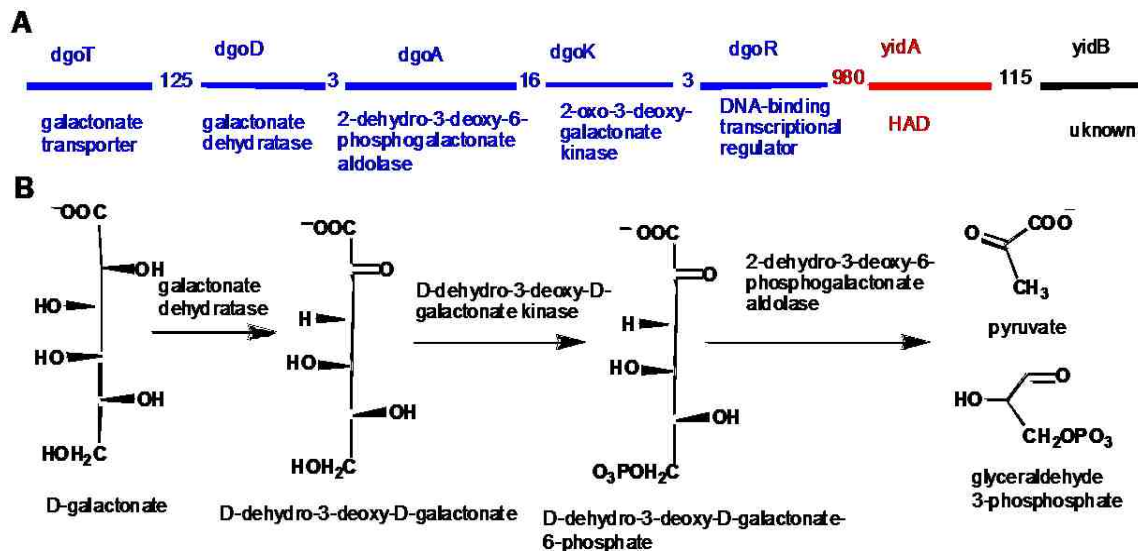 A
dgoT
dgoD
dgoA
dgoK
dgoR
yidA
yidB
125
3
16
3
980
115
galactonate
transporter
galactonate
dehydratase
2-dehydro-3-deoxy-6-
phosphogalactonate
aldolase
2-oxo-3-deoxy-
galactonate
kinase
DNA-binding
transcriptional
regulator
HAD
uknown
B
⁻OOC
OH
HO
HO
OH
HOH₂C
D-galactonate
galactonate
dehydratase
⁻OOC
O
H
HO
OH
HOH₂C
D-dehydro-3-deoxy-D-galactonate
D-dehydro-3-deoxy-D-
galactonate kinase
⁻OOC
O
H
HO
OH
O₃POH₂C
D-dehydro-3-deoxy-D-galactonate-
6-phosphate
2-dehydro-3-deoxy-6-
phosphogalactonate
aldolase
O
COO⁻
CH₃
pyruvate
O
HO
CH₂OPO₃
glyceraldehyde
3-phosphosphate